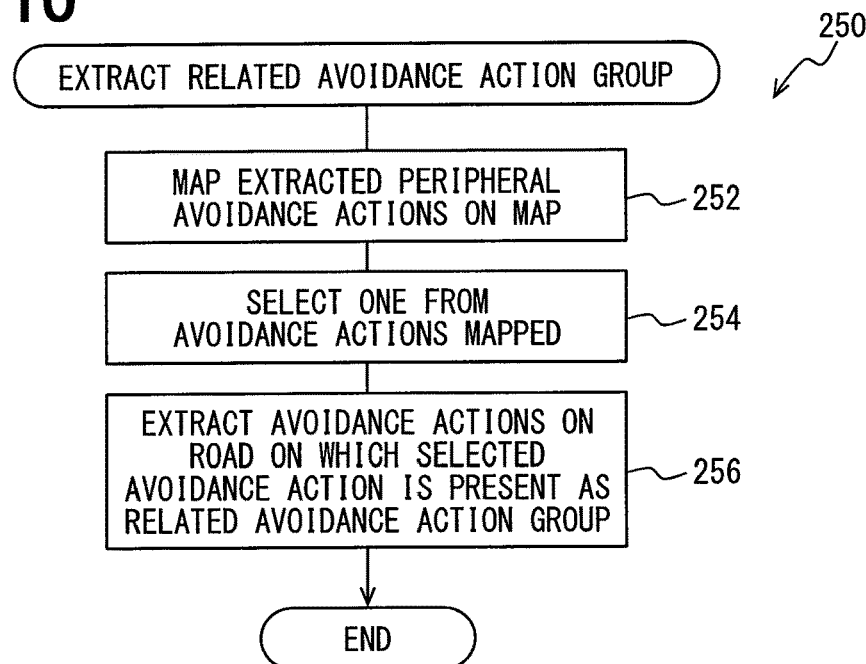 10
250
EXTRACT RELATED AVOIDANCE ACTION GROUP
MAP EXTRACTED PERIPHERAL
AVOIDANCE ACTIONS ON MAP
252
SELECT ONE FROM
AVOIDANCE ACTIONS MAPPED
254
EXTRACT AVOIDANCE ACTIONS ON
ROAD ON WHICH SELECTED
AVOIDANCE ACTION IS PRESENT AS
RELATED AVOIDANCE ACTION GROUP
256
END